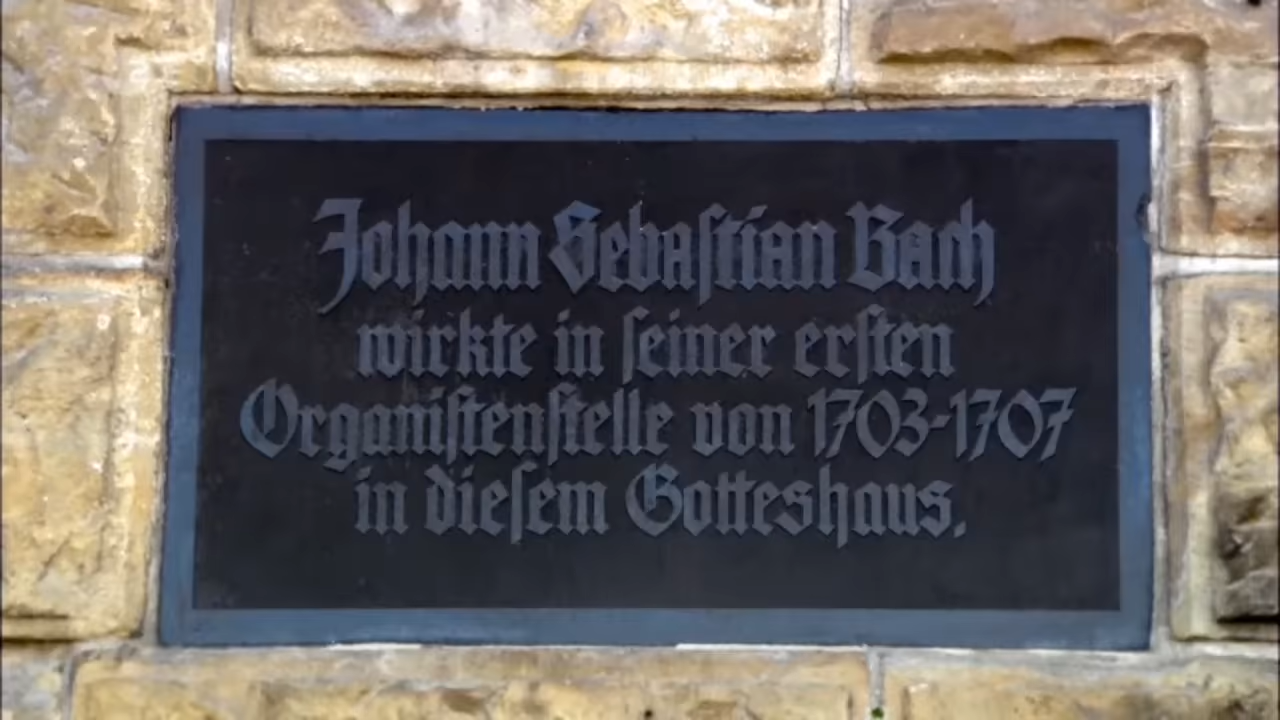 Johann Sebaſtian Bach
wirkte in ſeiner erſten
Organiſtenſtelle von 1703-1707
in dieſem Gotteshaus.